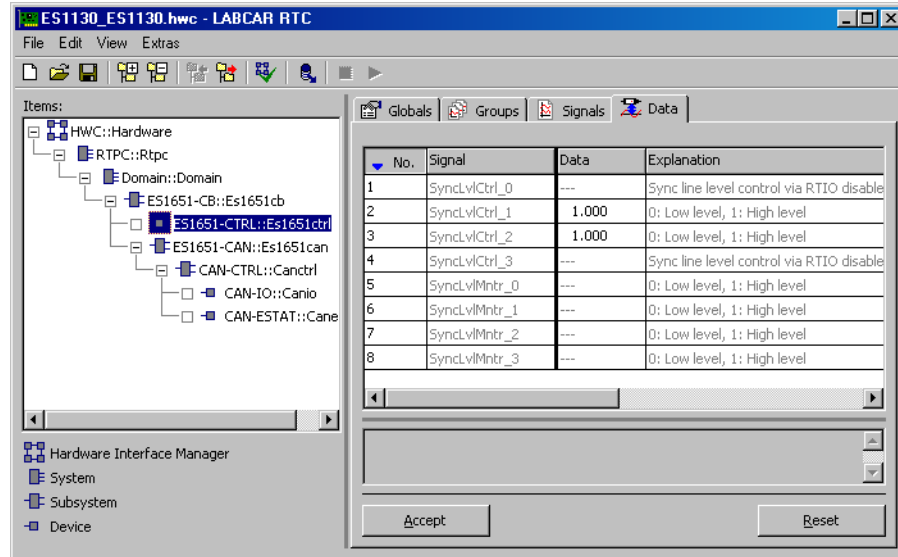 ES1130_ES1130.hwc - LABCAR RTC
File Edit View Extras
Items:
HWC::Hardware
RTPC::Rtpc
Domain::Domain
ES1651-CB::Es1651cb
ES1651-CTRL::Es1651ctrl
ES1651-CAN::Es1651can
CAN-CTRL::Canctrl
CAN-IO::Canio
CAN-ESTAT::Cane
Hardware Interface Manager
System
Subsystem
Device
Globals Groups Signals Data
No. Signal Data Explanation
1 SyncLvlCtrl_0 --- Sync line level control via RTIO disable
2 SyncLvlCtrl_1 1.000 0: Low level, 1: High level
3 SyncLvlCtrl_2 1.000 0: Low level, 1: High level
4 SyncLvlCtrl_3 --- Sync line level control via RTIO disable
5 SyncLvlMntr_0 --- 0: Low level, 1: High level
6 SyncLvlMntr_1 --- 0: Low level, 1: High level
7 SyncLvlMntr_2 --- 0: Low level, 1: High level
8 SyncLvlMntr_3 --- 0: Low level, 1: High level
Accept Reset